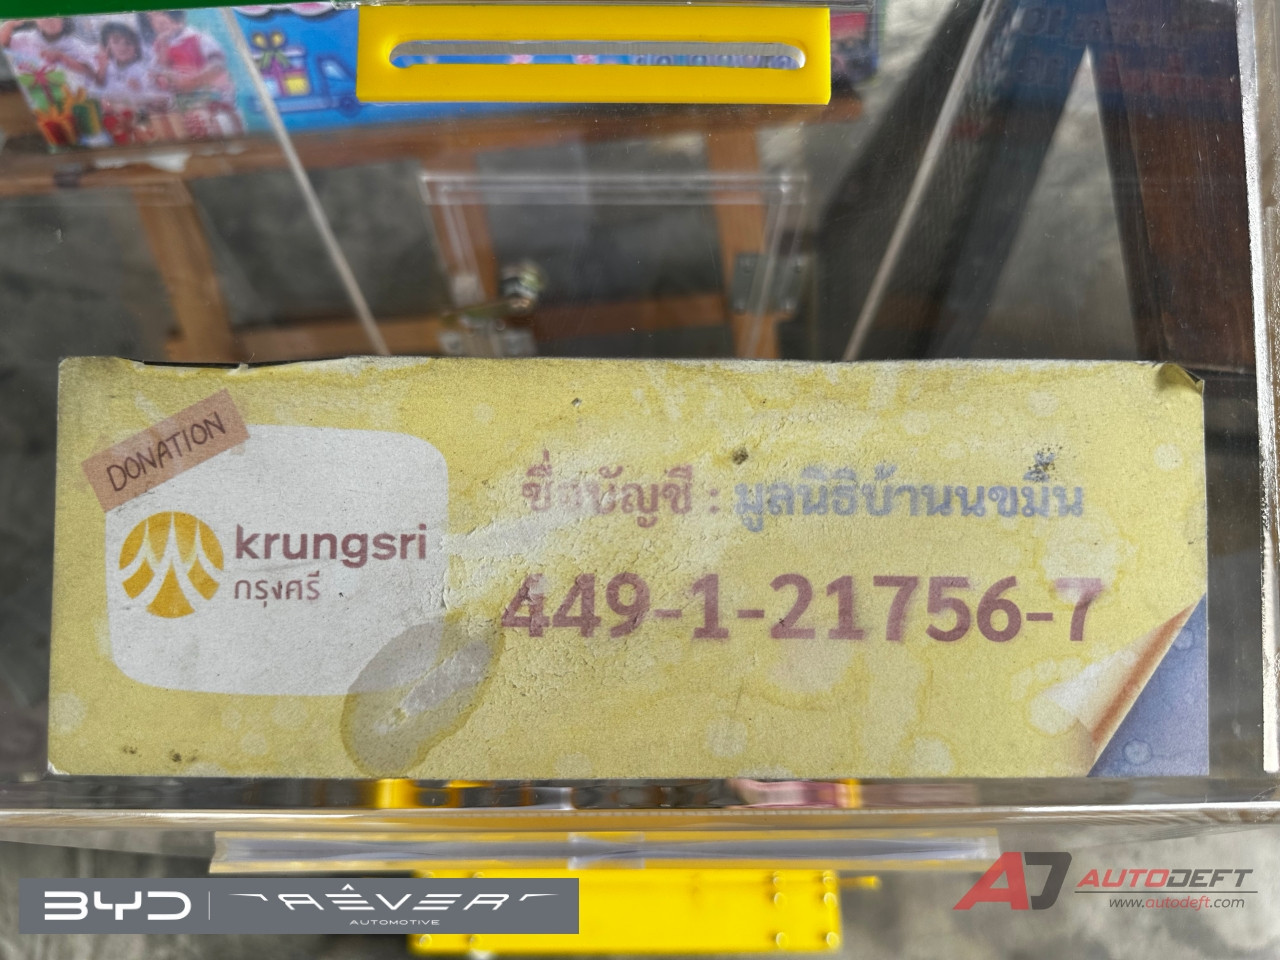 DONATION
krungsri
กรุงศรี
ชื่อบัญชี : มูลนิธิบ้านนขมิ้น
449-1-21756-7
BYD
RÊVER
AUTOMOTIVE
AUTODEFT
www.autodeft.com